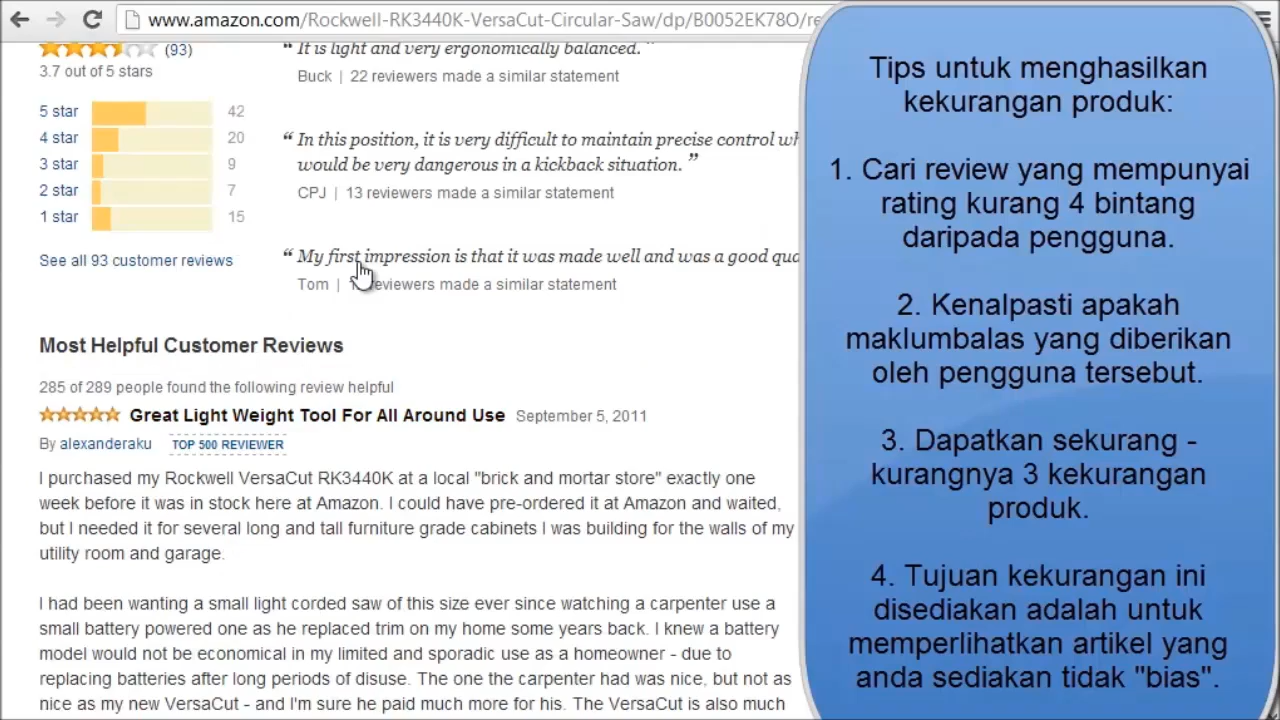 www.amazon.com/Rockwell-RK3440K-VersaCut-Circular-Saw/dp/B0052EK78O/re
(93)
3.7 out of 5 stars
5 star 42
4 star 20
3 star 9
2 star 7
1 star 15
See all 93 customer reviews
“ It is light and very ergonomically balanced. ”
Buck | 22 reviewers made a similar statement
“ In this position, it is very difficult to maintain precise control wh
would be very dangerous in a kickback situation. ”
CPJ | 13 reviewers made a similar statement
“ My first impression is that it was made well and was a good qua
Tom | reviewers made a similar statement
Most Helpful Customer Reviews
285 of 289 people found the following review helpful
Great Light Weight Tool For All Around Use September 5, 2011
By alexanderaku TOP 500 REVIEWER
I purchased my Rockwell VersaCut RK3440K at a local "brick and mortar store" exactly one
week before it was in stock here at Amazon. I could have pre-ordered it at Amazon and waited,
but I needed it for several long and tall furniture grade cabinets I was building for the walls of my
utility room and garage.
I had been wanting a small light corded saw of this size ever since watching a carpenter use a
small battery powered one as he replaced trim on my home some years back. I knew a battery
model would not be economical in my limited and sporadic use as a homeowner - due to
replacing batteries after long periods of disuse. The one the carpenter had was nice, but not as
nice as my new VersaCut - and I'm sure he paid much more for his. The VersaCut is also much
Tips untuk menghasilkan
kekurangan produk:
1. Cari review yang mempunyai
rating kurang 4 bintang
daripada pengguna.
2. Kenalpasti apakah
maklumbalas yang diberikan
oleh pengguna tersebut.
3. Dapatkan sekurang -
kurangnya 3 kekurangan
produk.
4. Tujuan kekurangan ini
disediakan adalah untuk
memperlihatkan artikel yang
anda sediakan tidak "bias".